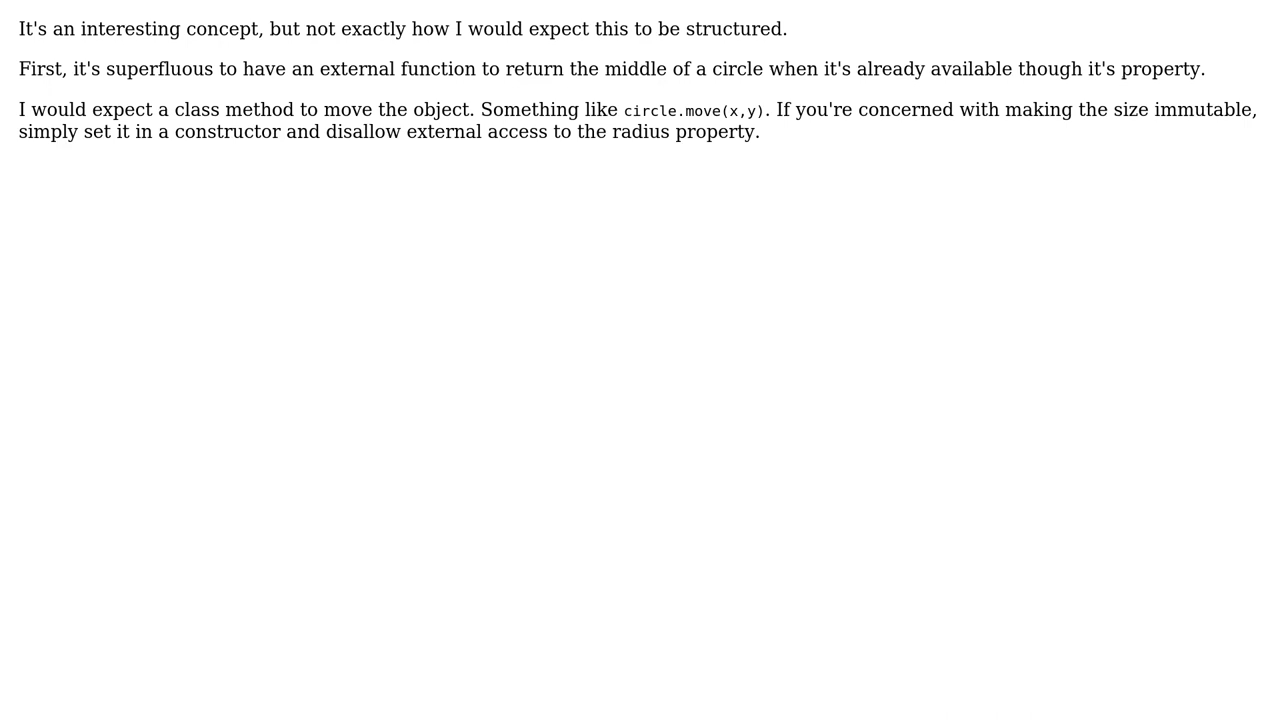 It's an interesting concept, but not exactly how I would expect this to be structured.
First, it's superfluous to have an external function to return the middle of a circle when it's already available though it's property.
I would expect a class method to move the object. Something like circle.move(x,y). If you're concerned with making the size immutable,
simply set it in a constructor and disallow external access to the radius property.